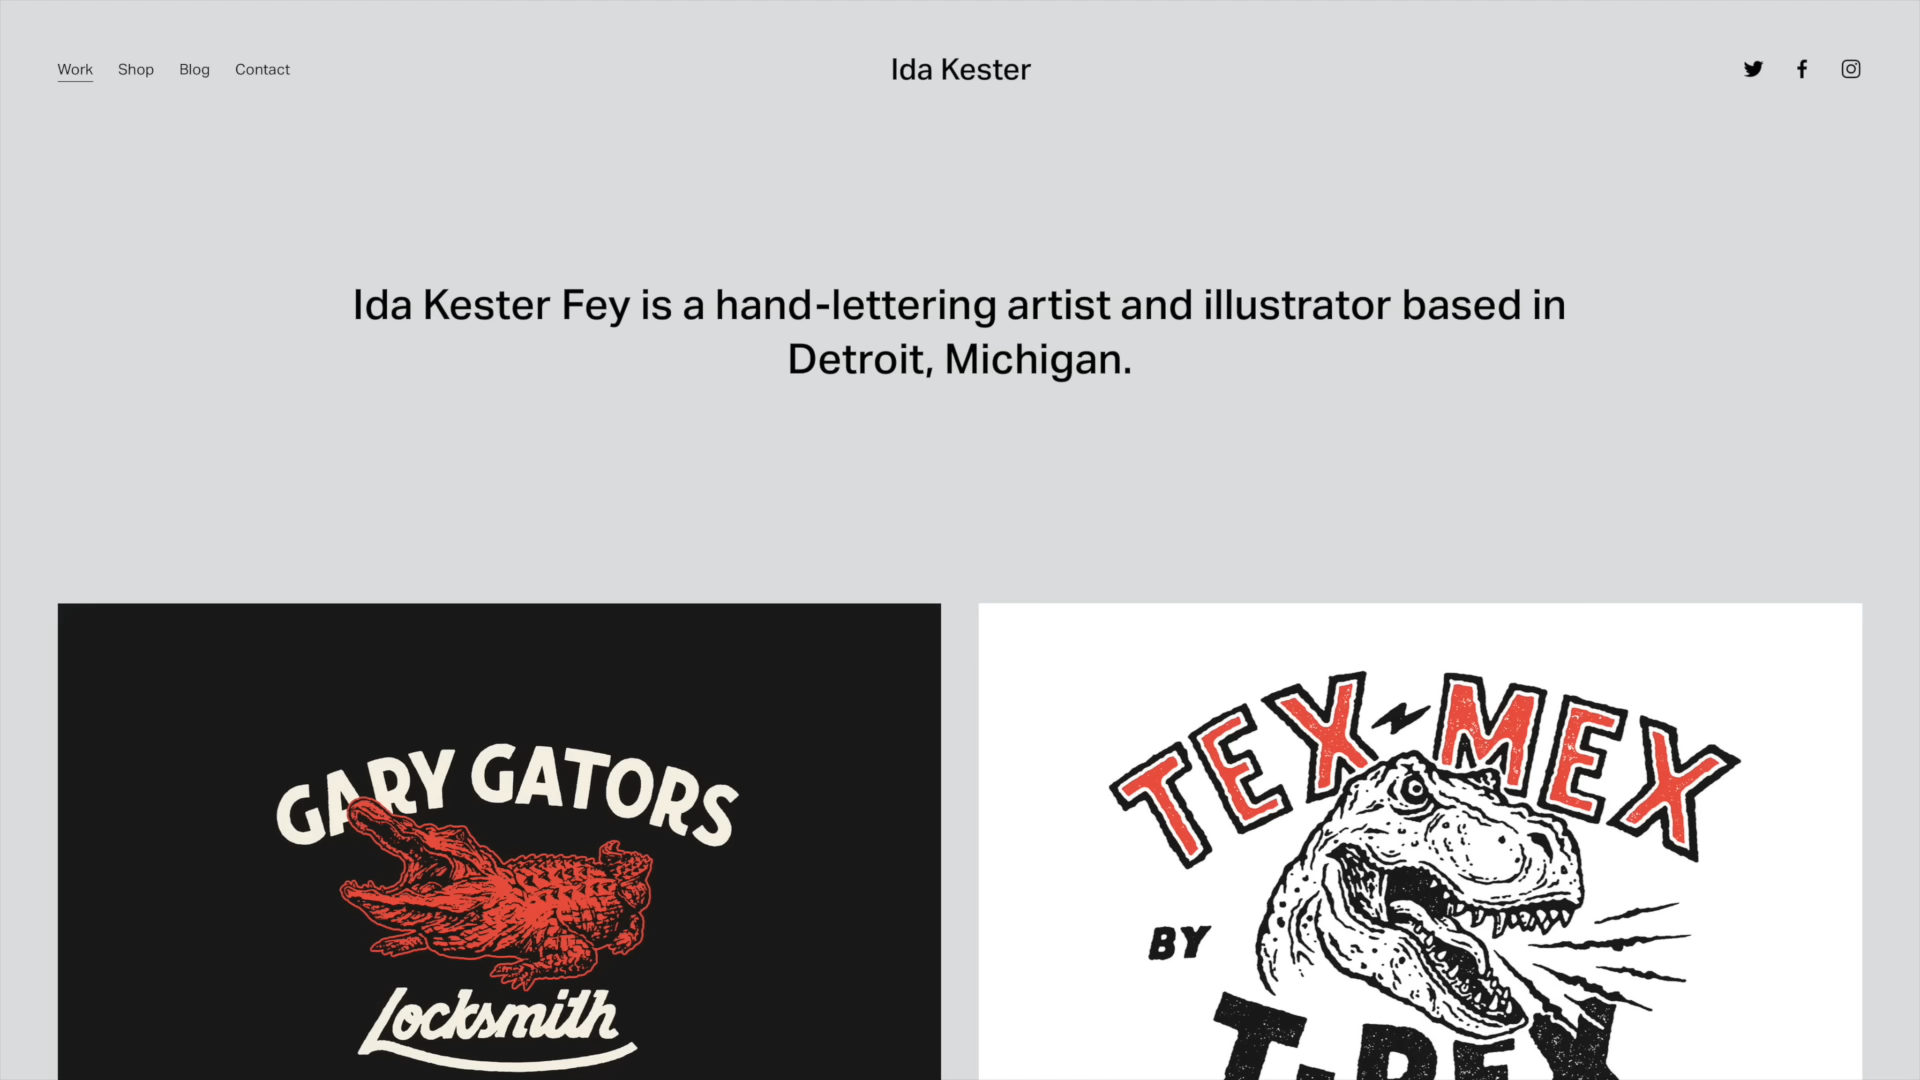 Work Shop Blog Contact
Ida Kester
Ida Kester Fey is a hand-lettering artist and illustrator based in
Detroit, Michigan.
GARY GATORS
Locksmith
TEX MEX
BY
T-REX